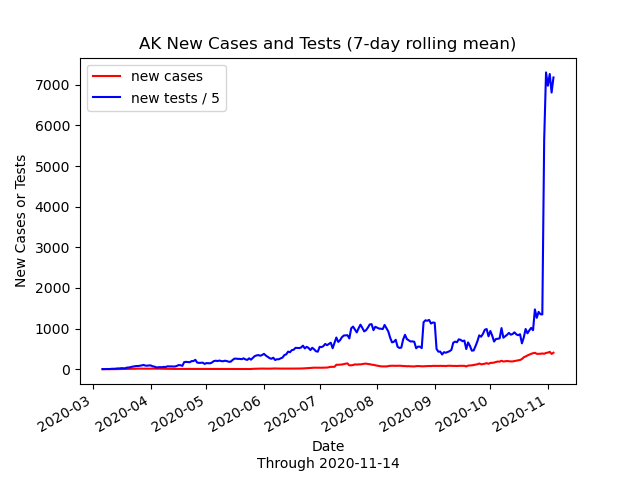 AK New Cases and Tests (7-day rolling mean)
new cases
new tests / 5
New Cases or Tests
7000
6000
5000
4000
3000
2000
1000
0
2020-03
2020-04
2020-05
2020-06
2020-07
2020-08
2020-09
2020-10
2020-11
Date
Through 2020-11-14